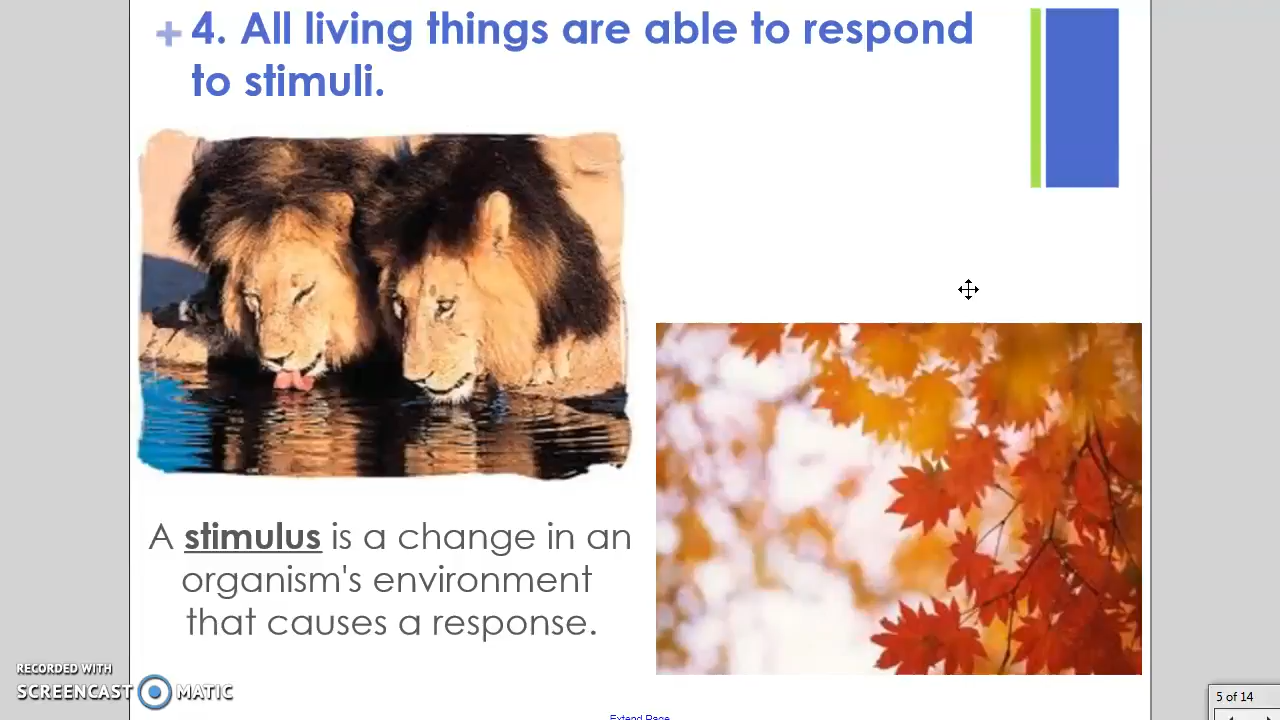 4. All living things are able to respond
to stimuli.
A stimulus is a change in an
organism's environment
that causes a response.
RECORDED WITH
SCREENCAST MATIC
5 of 14
Extend Page